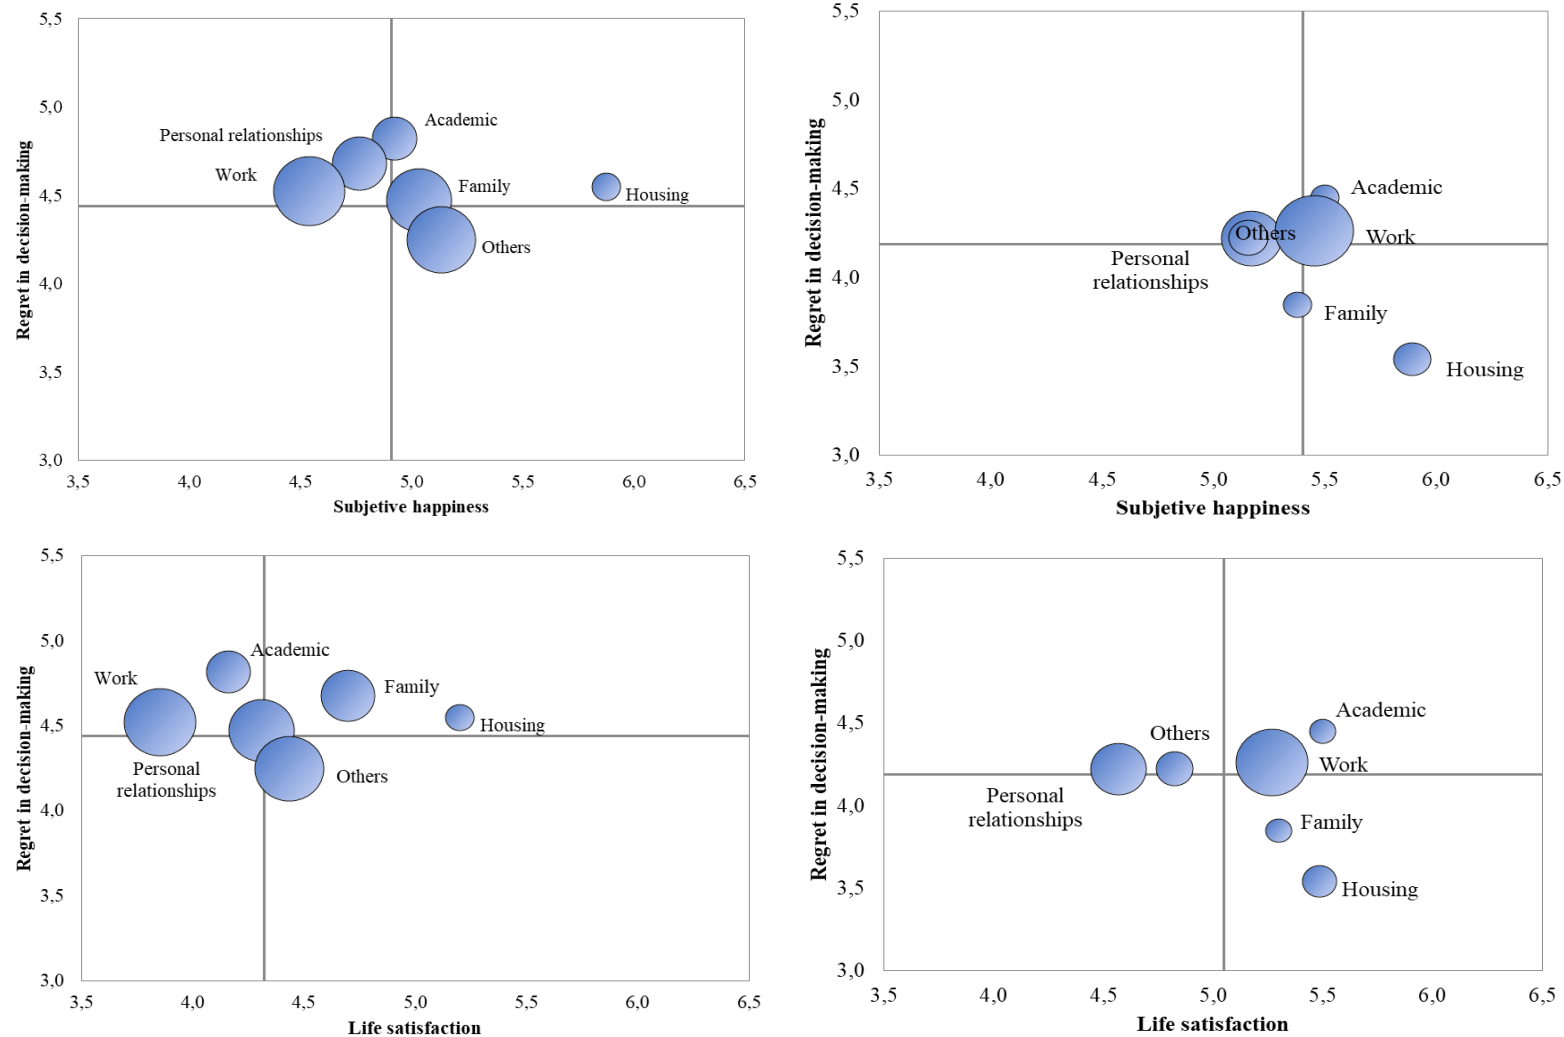 5,5
5,0
4,5
4,0
3,5
3,0
Regret in decision-making
Academic
Personal relationships
Work
Family
Housing
Others
3,5 4,0 4,5 5,0 5,5 6,0 6,5
Subjetive happiness
5,5
5,0
4,5
4,0
3,5
3,0
Regret in decision-making
Academic
Others
Work
Personal
relationships
Family
Housing
3,5 4,0 4,5 5,0 5,5 6,0 6,5
Subjetive happiness
5,5
5,0
4,5
4,0
3,5
3,0
Regret in decision-making
Academic
Work
Family
Housing
Personal
relationships
Others
3,5 4,0 4,5 5,0 5,5 6,0 6,5
Life satisfaction
5,5
5,0
4,5
4,0
3,5
3,0
Regret in decision-making
Academic
Others
Work
Personal
relationships
Family
Housing
3,5 4,0 4,5 5,0 5,5 6,0 6,5
Life satisfaction